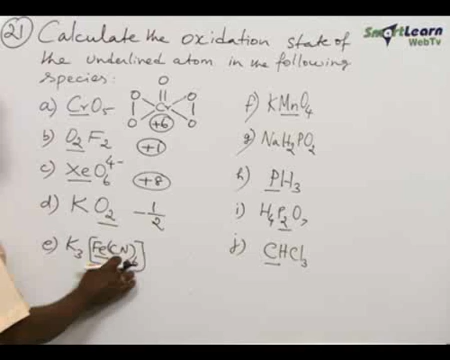 21) Calculate the oxidation state of
the underlined atom in the following
species:
a) CrO5
O
O O
Cr
O O
+6
b) O2F2 +1
c) XeO6 4- +8
d) KO2 -1/2
e) K3[Fe(CN)6]
f) KMnO4
g) NaH2PO2
h) PH3
i) H4P2O7
j) CHCl3
SmartLearn
WebTv